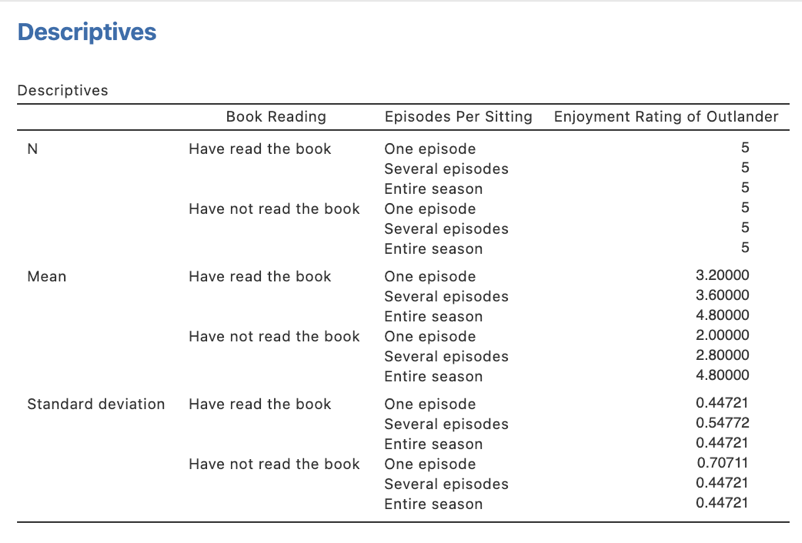 Descriptives
Descriptives
Book Reading Episodes Per Sitting Enjoyment Rating of Outlander
N Have read the book One episode 5
Several episodes 5
Entire season 5
Have not read the book One episode 5
Several episodes 5
Entire season 5
Mean Have read the book One episode 3.20000
Several episodes 3.60000
Entire season 4.80000
Have not read the book One episode 2.00000
Several episodes 2.80000
Entire season 4.80000
Standard deviation Have read the book One episode 0.44721
Several episodes 0.54772
Entire season 0.44721
Have not read the book One episode 0.70711
Several episodes 0.44721
Entire season 0.44721